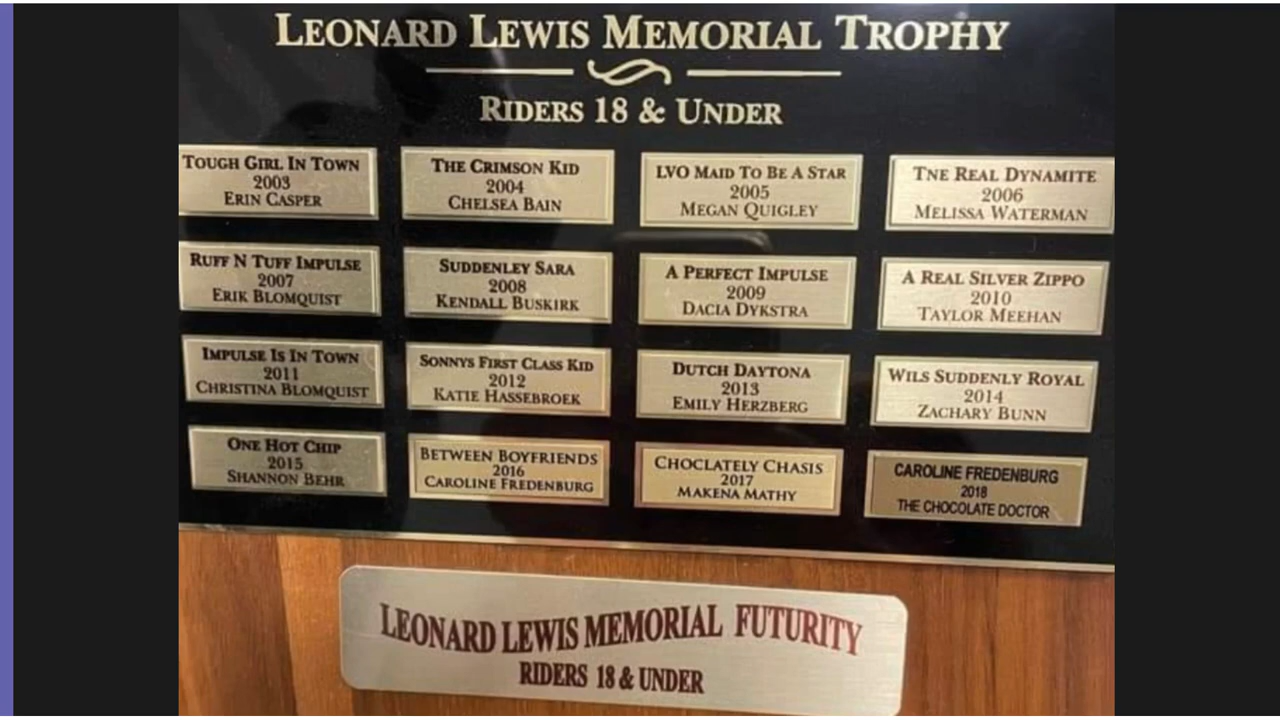 LEONARD LEWIS MEMORIAL TROPHY
RIDERS 18 & UNDER
TOUGH GIRL IN TOWN
2003
ERIN CASPER
THE CRIMSON KID
2004
CHELSEA BAIN
LVO MAID TO BE A STAR
2005
MEGAN QUIGLEY
TNE REAL DYNAMITE
2006
MELISSA WATERMAN
RUFF N TUFF IMPULSE
2007
ERIK BLOMQUIST
SUDDENLEY SARA
2008
KENDALL BUSKIRK
A PERFECT IMPULSE
2009
DACIA DYKSTRA
A REAL SILVER ZIPPO
2010
TAYLOR MEEHAN
IMPULSE IS IN TOWN
2011
CHRISTINA BLOMQUIST
SONNYS FIRST CLASS KID
2012
KATIE HASSEBROEK
DUTCH DAYTONA
2013
EMILY HERZBERG
WILS SUDDENLY ROYAL
2014
ZACHARY BUNN
ONE HOT CHIP
2015
SHANNON BEHR
BETWEEN BOYFRIENDS
2016
CAROLINE FREDENBURG
CHOCLATELY CHASIS
2017
MAKENA MATHY
CAROLINE FREDENBURG
2018
THE CHOCOLATE DOCTOR
LEONARD LEWIS MEMORIAL FUTURITY
RIDERS 18 & UNDER